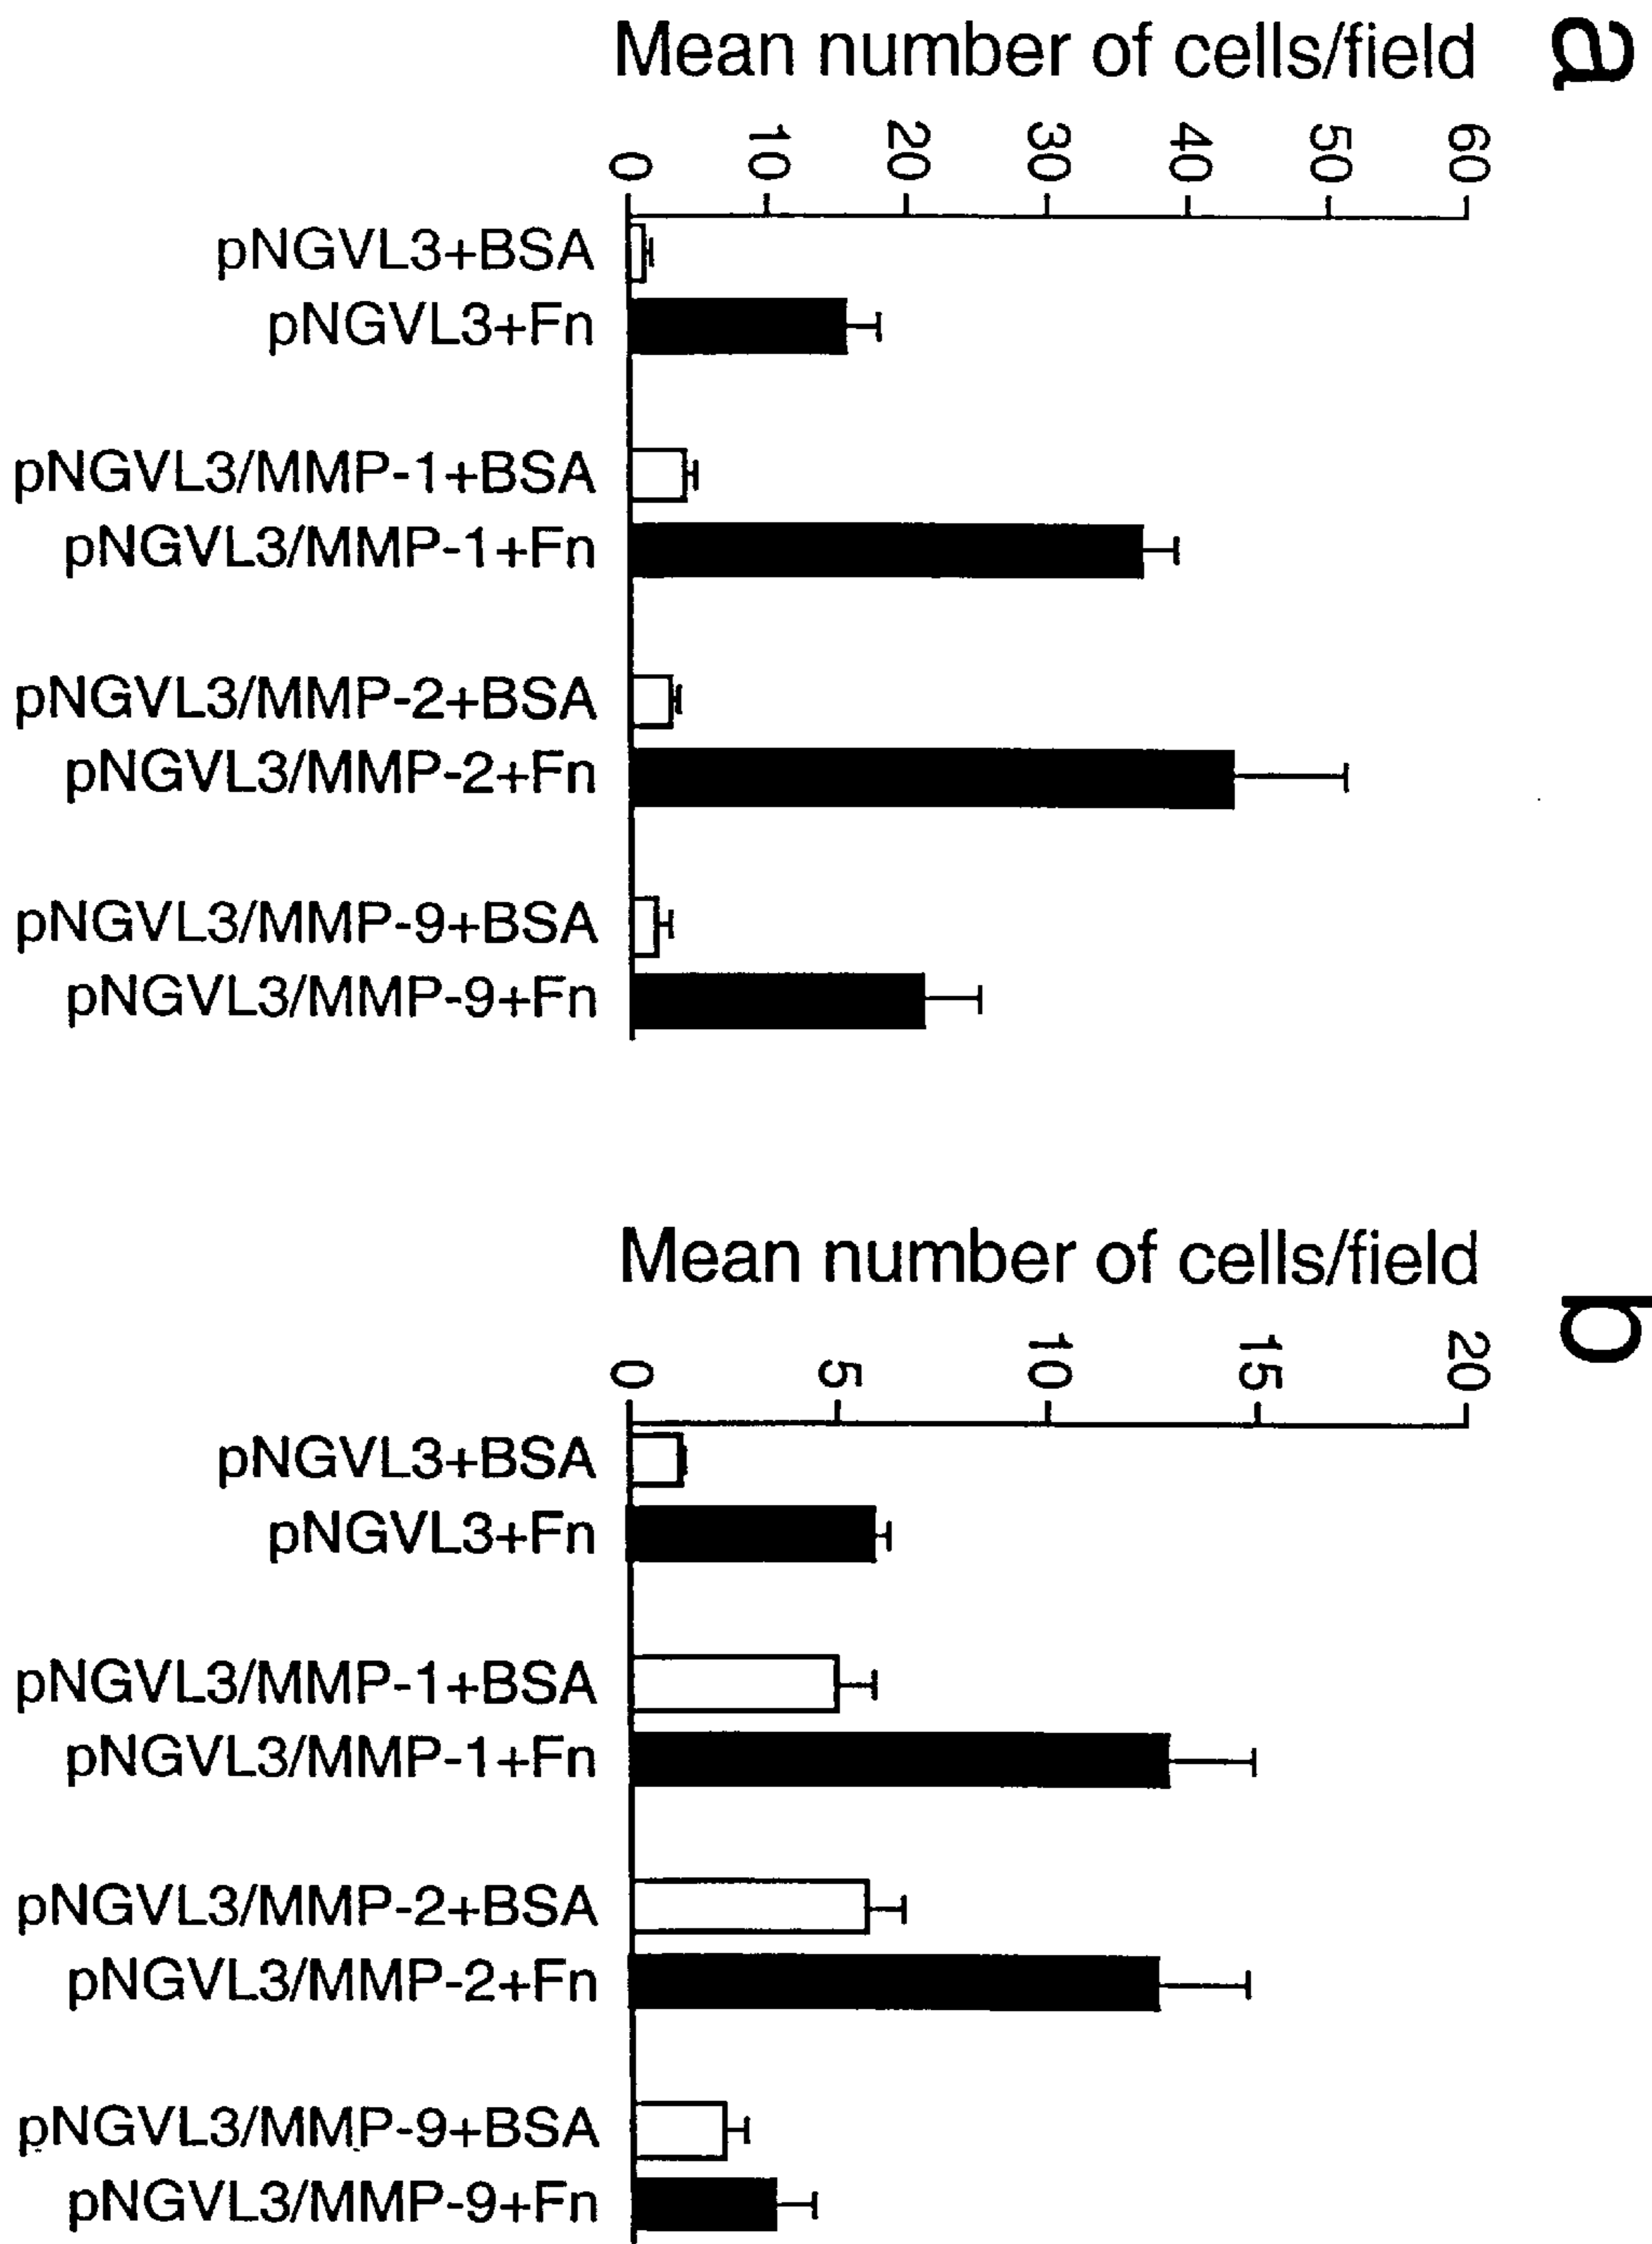 a
Mean number of cells/field
60
50
40
30
20
10
0
pNGVL3+BSA
pNGVL3+Fn
pNGVL3/MMP-1+BSA
pNGVL3/MMP-1+Fn
pNGVL3/MMP-2+BSA
pNGVL3/MMP-2+Fn
pNGVL3/MMP-9+BSA
pNGVL3/MMP-9+Fn
b
Mean number of cells/field
20
15
10
5
0
pNGVL3+BSA
pNGVL3+Fn
pNGVL3/MMP-1+BSA
pNGVL3/MMP-1+Fn
pNGVL3/MMP-2+BSA
pNGVL3/MMP-2+Fn
pNGVL3/MMP-9+BSA
pNGVL3/MMP-9+Fn